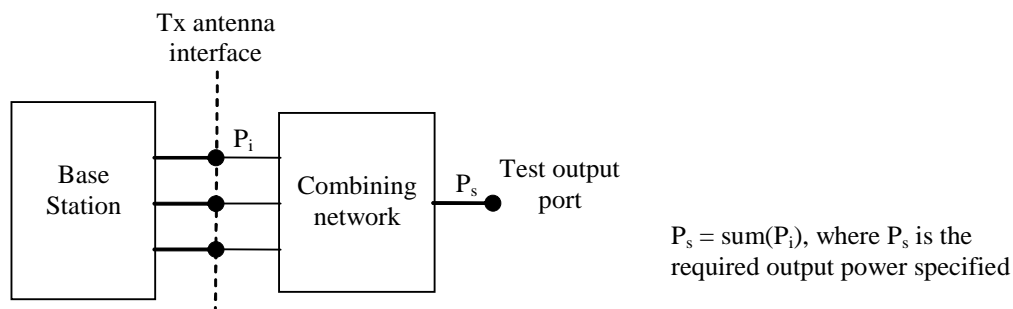 Tx antenna
interface
Base
Station
Pi
Combining
network
Ps
Test output
port
Ps = sum(Pi), where Ps is the
required output power specified